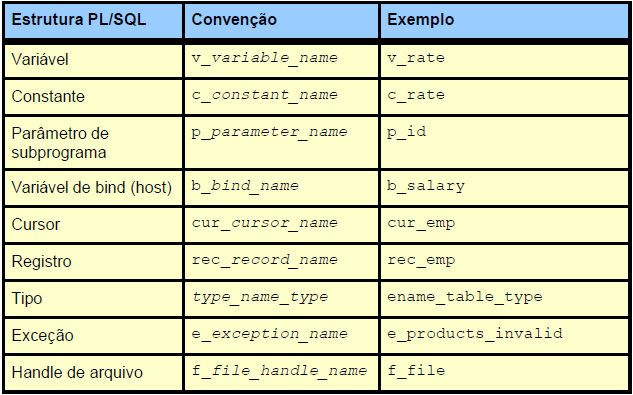 Estrutura PL/SQL Convenção Exemplo
Variável v_variable_name v_rate
Constante c_constant_name c_rate
Parâmetro de subprograma p_parameter_name p_id
Variável de bind (host) b_bind_name b_salary
Cursor cur_cursor_name cur_emp
Registro rec_record_name rec_emp
Tipo type_name_type ename_table_type
Exceção e_exception_name e_products_invalid
Handle de arquivo f_file_handle_name f_file